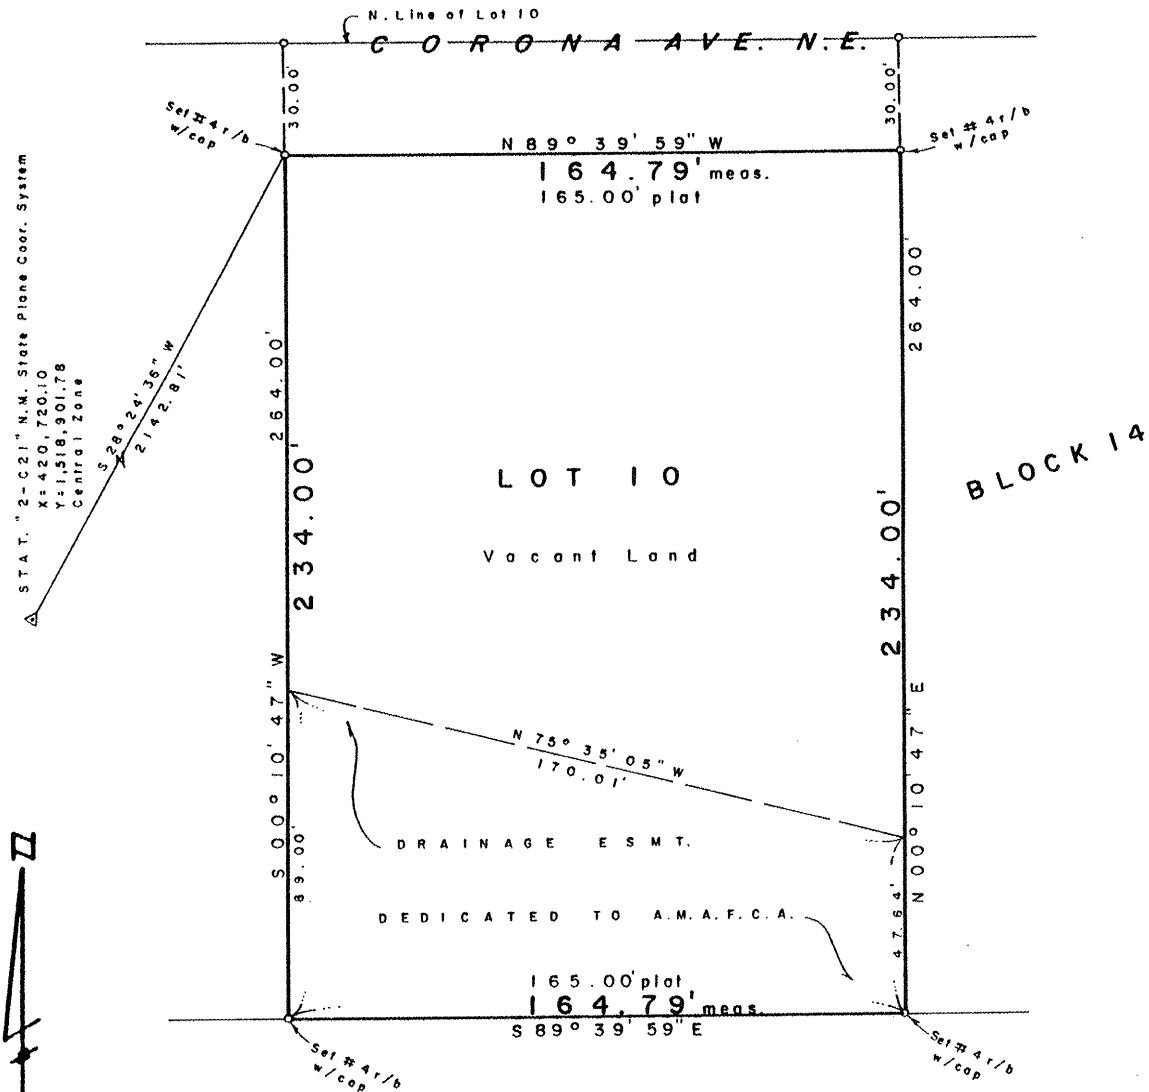 N. Line of Lot 10
CORONA AVE. N.E.
30.00'
30.00'
Set # 4 r/b
w/cap
Set # 4 r/b
w/cap
N 89° 39' 59" W
164.79' meas.
165.00' plat
STAT. "2-C21" N.M. State Plane Coor. System
X=420,720.10
Y=1,518,901.78
Central Zone
S 28° 24' 36" W
2142.81'
264.00'
234.00'
264.00'
234.00'
LOT 10
Vacant Land
BLOCK 14
S 00° 10' 47" W
89.00'
N 75° 35' 05" W
170.01'
N 00° 10' 47" E
47.64'
DRAINAGE ESMT.
DEDICATED TO A.M.A.F.C.A.
165.00' plat
164.79' meas.
S 89° 39' 59" E
Set # 4 r/b
w/cap
Set # 4 r/b
w/cap
N